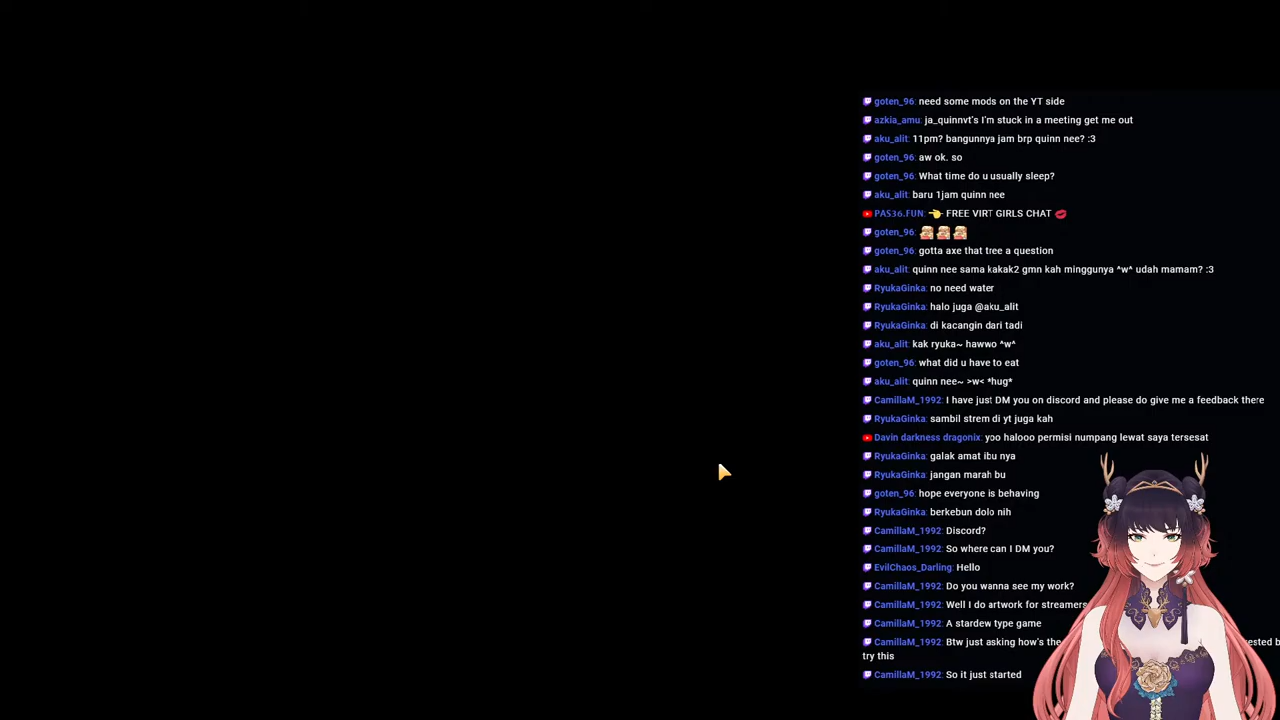 goten_96: need some mods on the YT side
azkia_amu: ja_quinnvt's I'm stuck in a meeting get me out
aku_alit: 11pm? bangunnya jam brp quinn nee? :3
goten_96: aw ok. so
goten_96: What time do u usually sleep?
aku_alit: baru 1jam quinn nee
PAS36.FUN: 👈 FREE VIRT GIRLS CHAT 💋
goten_96:
goten_96: gotta axe that tree a question
aku_alit: quinn nee sama kakak2 gmn kah minggunya ^w^ udah mamam? :3
RyukaGinka: no need water
RyukaGinka: halo juga @aku_alit
RyukaGinka: di kacangin dari tadi
aku_alit: kak ryuka~ hawwo ^w^
goten_96: what did u have to eat
aku_alit: quinn nee~ >w< *hug*
CamillaM_1992: I have just DM you on discord and please do give me a feedback there
RyukaGinka: sambil strem di yt juga kah
Davin darkness dragonix: yoo halooo permisi numpang lewat saya tersesat
RyukaGinka: galak amat ibu nya
RyukaGinka: jangan marah bu
goten_96: hope everyone is behaving
RyukaGinka: berkebun dolo nih
CamillaM_1992: Discord?
CamillaM_1992: So where can I DM you?
EvilChaos_Darling: Hello
CamillaM_1992: Do you wanna see my work?
CamillaM_1992: Well I do artwork for streamers
CamillaM_1992: A stardew type game
CamillaM_1992: Btw just asking how's the
try this
CamillaM_1992: So it just started